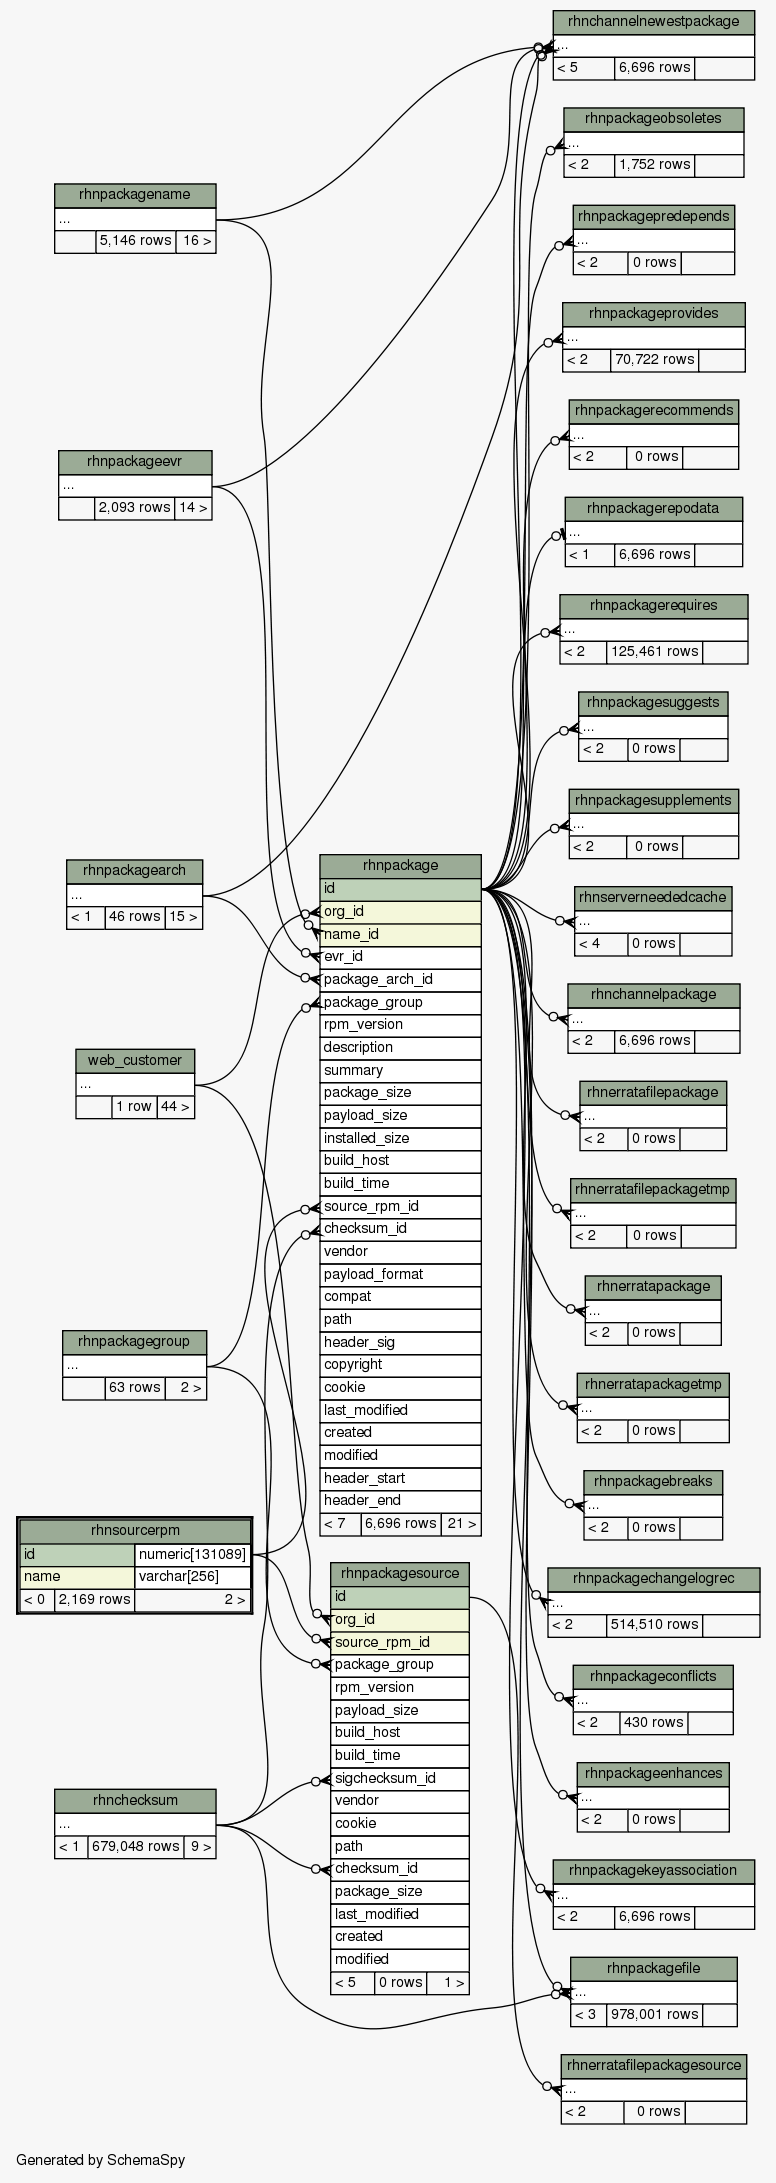 rhnchannelnewestpackage
...
< 5 6,696 rows
rhnpackageobsoletes
...
< 2 1,752 rows
rhnpackagename
...
5,146 rows 16 >
rhnpackagepredepends
...
< 2 0 rows
rhnpackageprovides
...
< 2 70,722 rows
rhnpackagerecommends
...
< 2 0 rows
rhnpackageevr
...
2,093 rows 14 >
rhnpackagerepodata
...
< 1 6,696 rows
rhnpackagerequires
...
< 2 125,461 rows
rhnpackagesuggests
...
< 2 0 rows
rhnpackagesupplements
...
< 2 0 rows
rhnpackagearch
...
< 1 46 rows 15 >
rhnpackage
id
org_id
name_id
evr_id
package_arch_id
package_group
rpm_version
description
summary
package_size
payload_size
installed_size
build_host
build_time
source_rpm_id
checksum_id
vendor
payload_format
compat
path
header_sig
copyright
cookie
last_modified
created
modified
header_start
header_end
< 7 6,696 rows 21 >
rhnserverneededcache
...
< 4 0 rows
rhnchannelpackage
...
< 2 6,696 rows
web_customer
...
1 row 44 >
rhnerratafilepackage
...
< 2 0 rows
rhnerratafilepackagetmp
...
< 2 0 rows
rhnerratapackage
...
< 2 0 rows
rhnpackagegroup
...
63 rows 2 >
rhnerratapackagetmp
...
< 2 0 rows
rhnpackagebreaks
...
< 2 0 rows
rhnsourcerpm
id numeric[131089]
name varchar[256]
< 0 2,169 rows 2 >
rhnpackagesource
id
org_id
source_rpm_id
package_group
rpm_version
payload_size
build_host
build_time
sigchecksum_id
vendor
cookie
path
checksum_id
package_size
last_modified
created
modified
< 5 0 rows 1 >
rhnpackagechangelogrec
...
< 2 514,510 rows
rhnpackageconflicts
...
< 2 430 rows
rhnpackageenhances
...
< 2 0 rows
rhnchecksum
...
< 1 679,048 rows 9 >
rhnpackagekeyassociation
...
< 2 6,696 rows
rhnpackagefile
...
< 3 978,001 rows
rhnerratafilepackagesource
...
< 2 0 rows
Generated by SchemaSpy